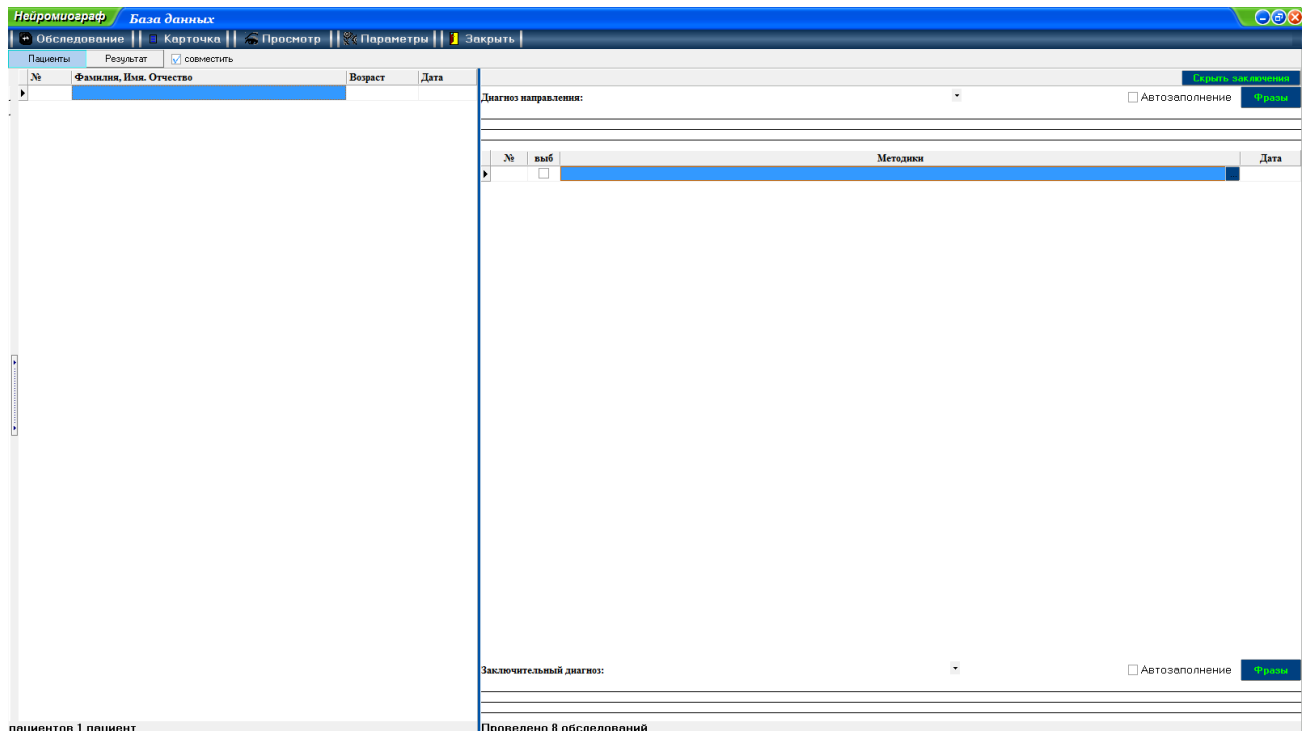 Нейромиограф База данных
Обследование Карточка Просмотр Параметры Закрыть
Пациенты Результат совместить
№ Фамилия, Имя. Отчество Возраст Дата
Скрыть заключения
Диагноз направления: Автозаполнение Фразы
№ выб Методики Дата
Заключительный диагноз: Автозаполнение Фразы
пациентов 1 пациент Проведено 8 обследований